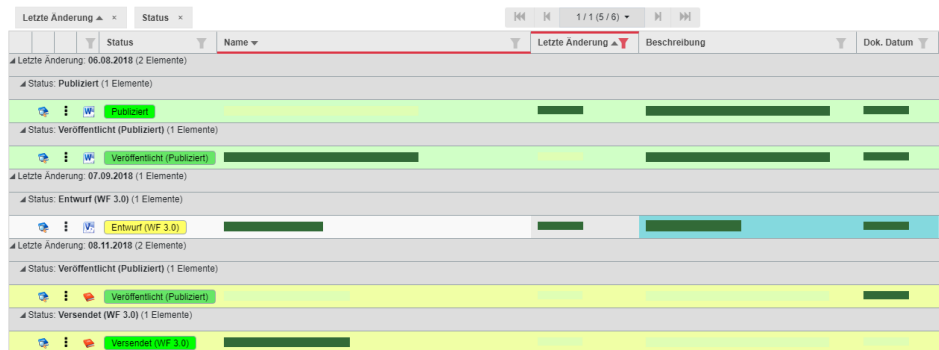 Letzte Änderung × Status × 1 / 1 (5 / 6)
Status Name Letzte Änderung Beschreibung Dok. Datum
Letzte Änderung: 06.08.2018 (2 Elemente)
Status: Publiziert (1 Elemente)
Publiziert
Status: Veröffentlicht (Publiziert) (1 Elemente)
Veröffentlicht (Publiziert)
Letzte Änderung: 07.09.2018 (1 Elemente)
Status: Entwurf (WF 3.0) (1 Elemente)
Entwurf (WF 3.0)
Letzte Änderung: 08.11.2018 (2 Elemente)
Status: Veröffentlicht (Publiziert) (1 Elemente)
Veröffentlicht (Publiziert)
Status: Versendet (WF 3.0) (1 Elemente)
Versendet (WF 3.0)